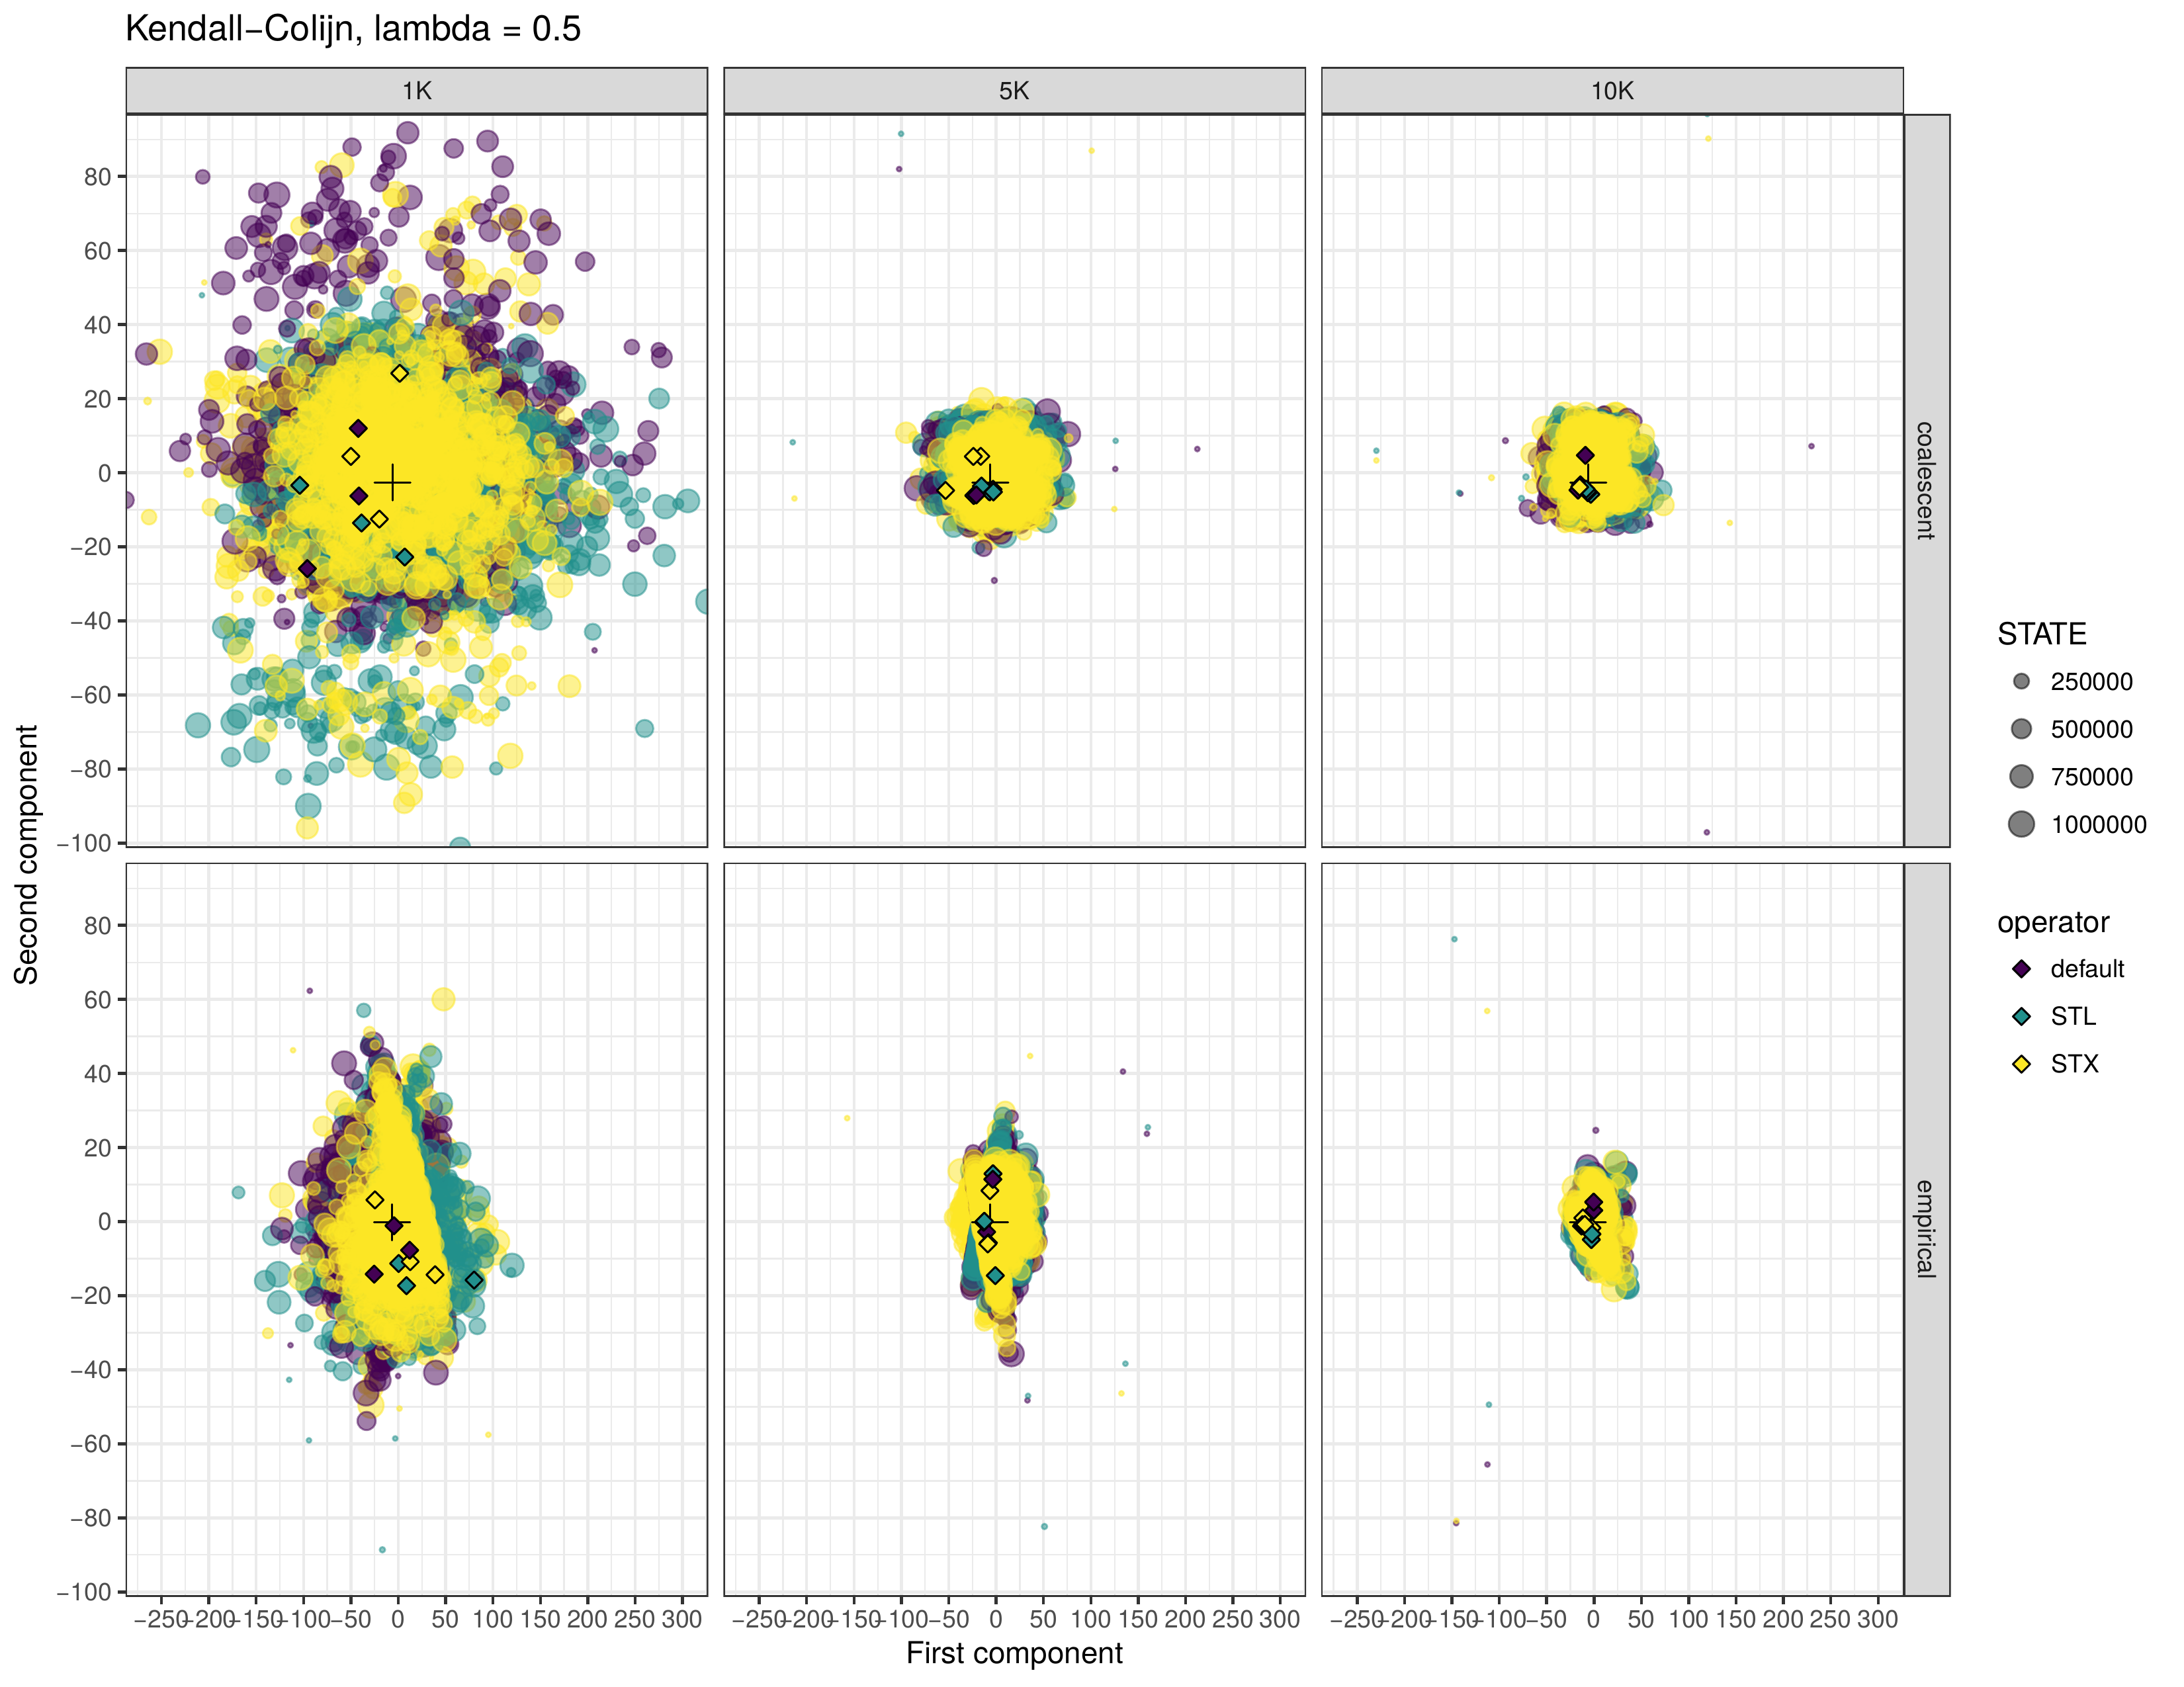 Kendall−Colijn, lambda = 0.5
1K
5K
10K
80
60
40
20
0
−20
−40
−60
−80
−100
coalescent
80
60
40
20
0
−20
−40
−60
−80
−100
empirical
Second component
−250 −200 −150 −100 −50 0 50 100 150 200 250 300
−250 −200 −150 −100 −50 0 50 100 150 200 250 300
−250 −200 −150 −100 −50 0 50 100 150 200 250 300
First component
STATE
250000
500000
750000
1000000
operator
default
STL
STX